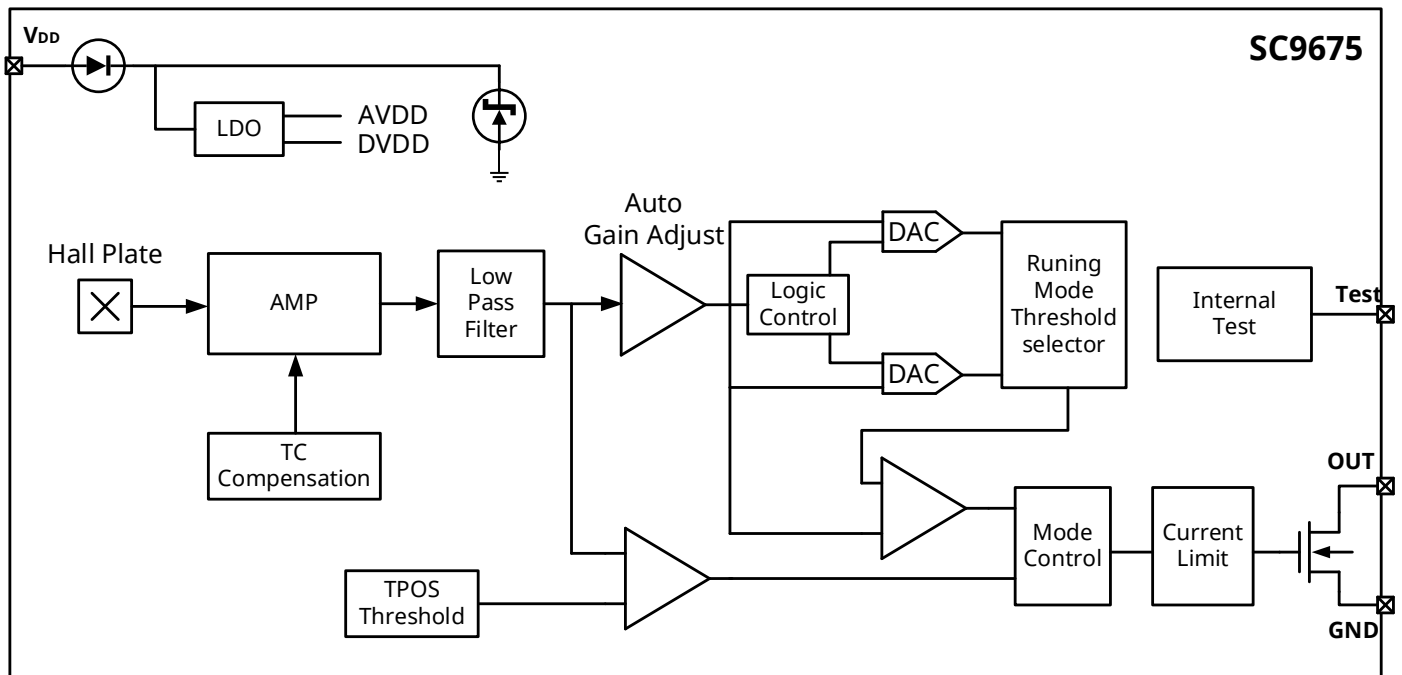 VDD
SC9675
LDO
AVDD
DVDD
Auto
Gain Adjust
Hall Plate
AMP
Low
Pass
Filter
Logic
Control
DAC
DAC
Runing
Mode
Threshold
selector
Internal
Test
Test
TC
Compensation
OUT
Mode
Control
Current
Limit
TPOS
Threshold
GND